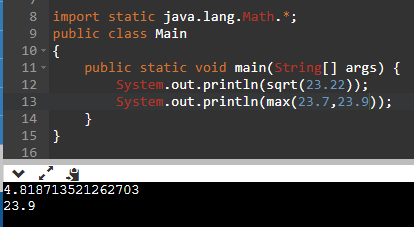 7
8 import static java.lang.Math.*;
9 public class Main
10 {
11 public static void main(String[] args) {
12 System.out.println(sqrt(23.22));
13 System.out.println(max(23.7,23.9));
14 }
15 }
16
4.818713521262703
23.9